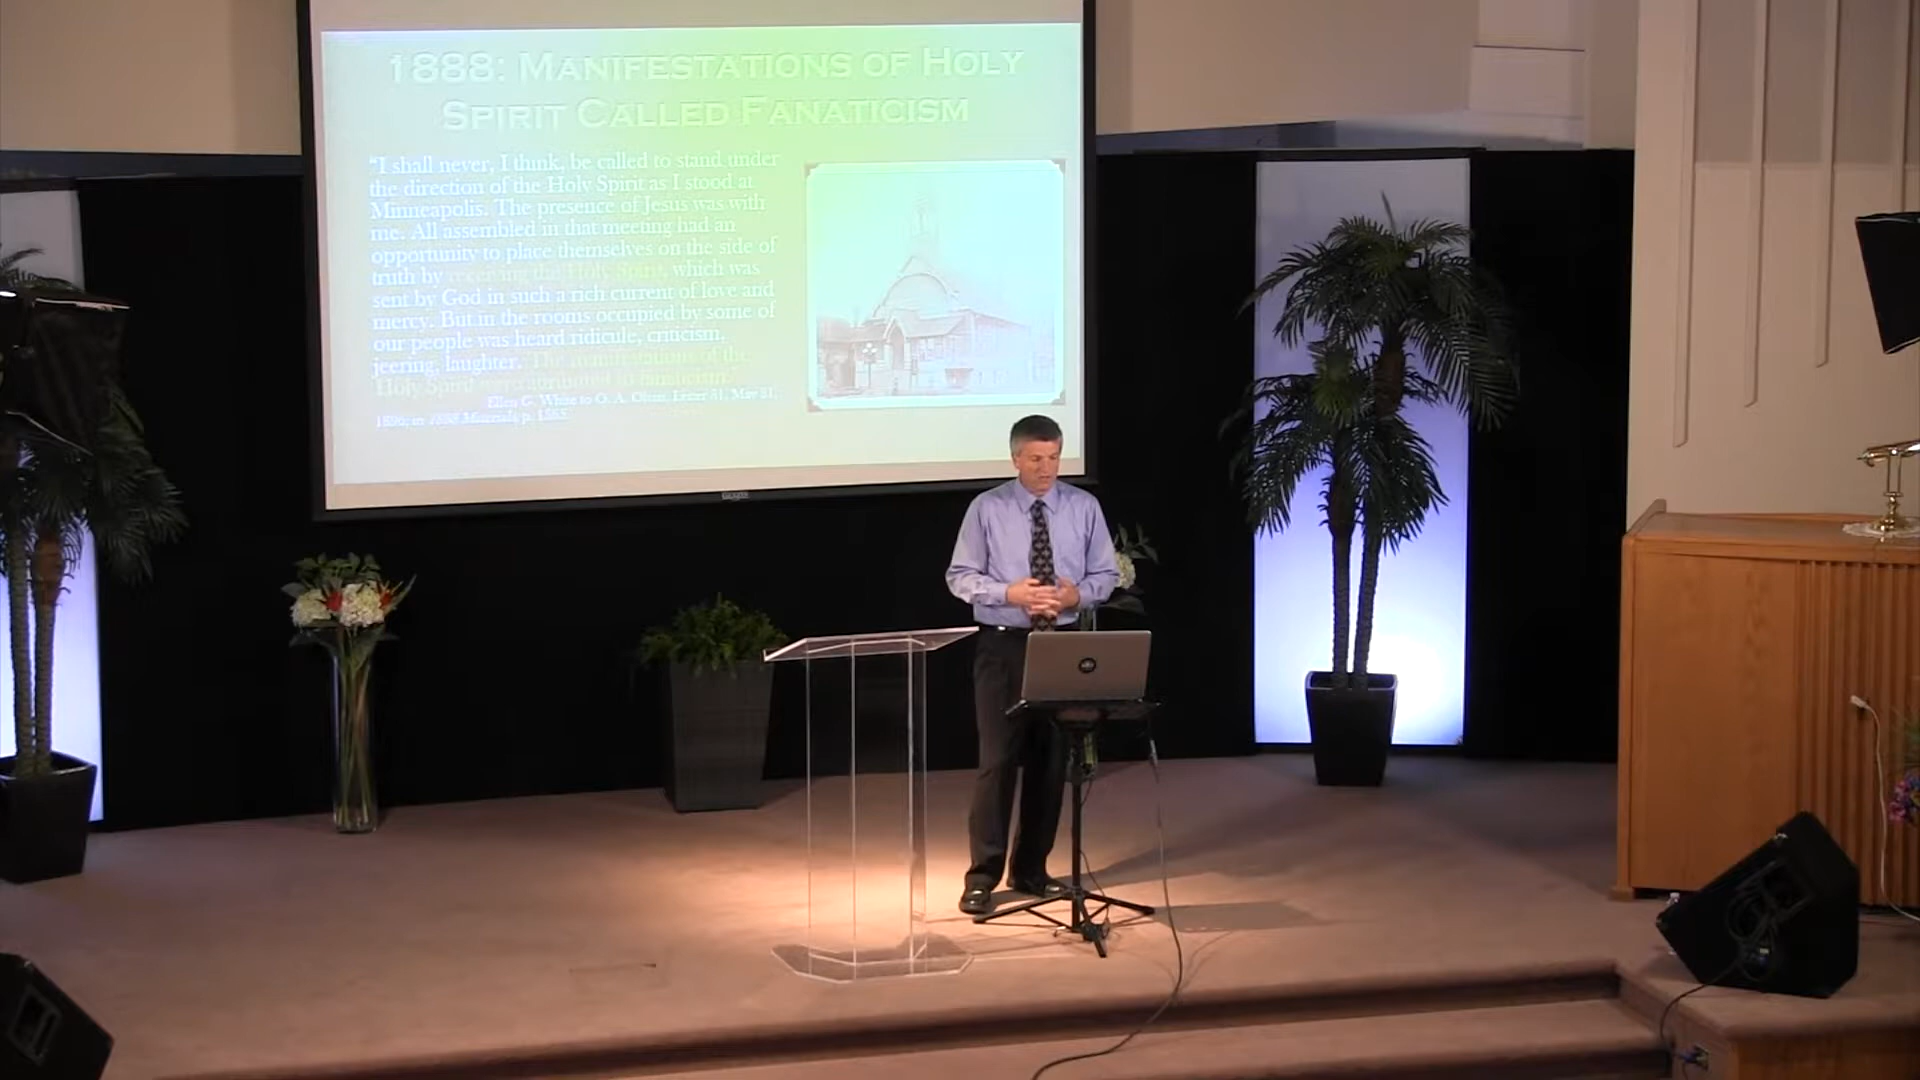 1888: Manifestations of Holy
Spirit Called Fanaticism
“I shall never, I think, be called to stand under
the direction of the Holy Spirit as I stood at
Minneapolis. The presence of Jesus was with
me. All assembled in that meeting had an
opportunity to place themselves on the side of
truth by receiving the Holy Spirit, which was
sent by God in such a rich current of love and
mercy. But in the rooms occupied by some of
our people was heard ridicule, criticism,
jeering, laughter. The manifestations of the
Holy Spirit were attributed to fanaticism.”
Ellen G. White to O. A. Olsen, Letter 81, May 31,
1896; in 1888 Materials, p. 1565.